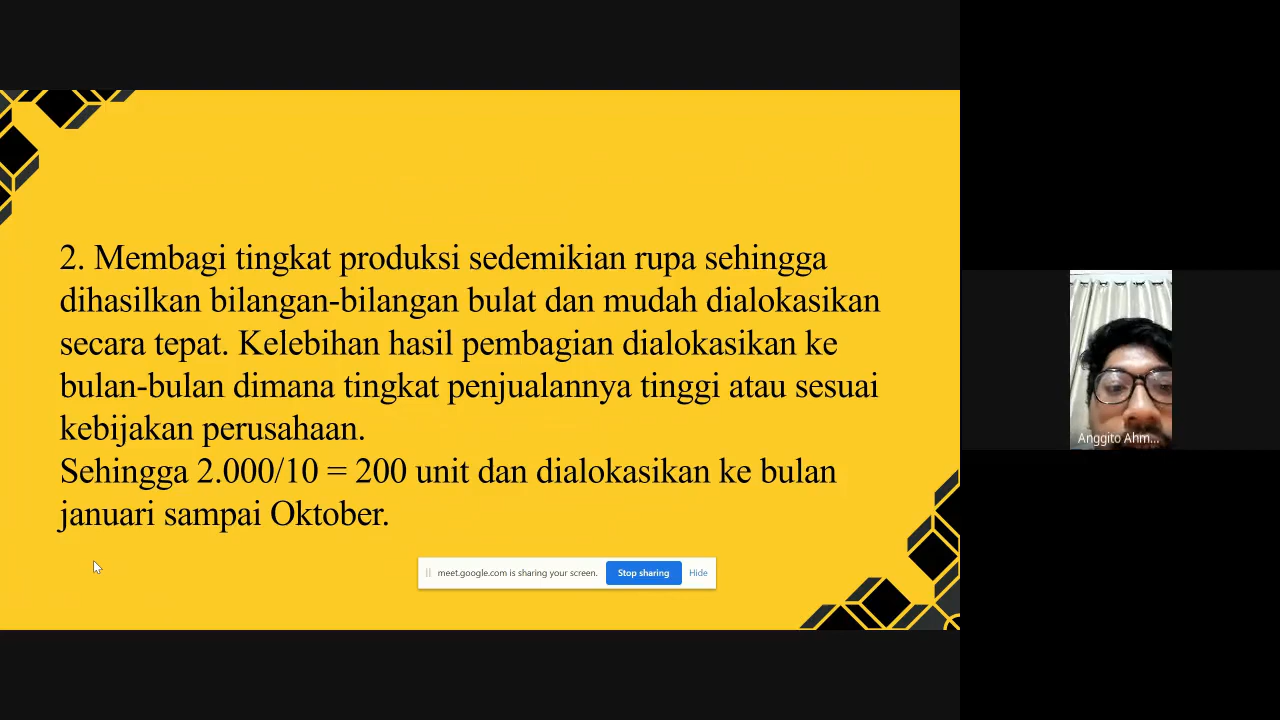 2. Membagi tingkat produksi sedemikian rupa sehingga
dihasilkan bilangan-bilangan bulat dan mudah dialokasikan
secara tepat. Kelebihan hasil pembagian dialokasikan ke
bulan-bulan dimana tingkat penjualannya tinggi atau sesuai
kebijakan perusahaan.
Sehingga 2.000/10 = 200 unit dan dialokasikan ke bulan
januari sampai Oktober.
meet.google.com is sharing your screen. Stop sharing Hide
Anggito Ahm...